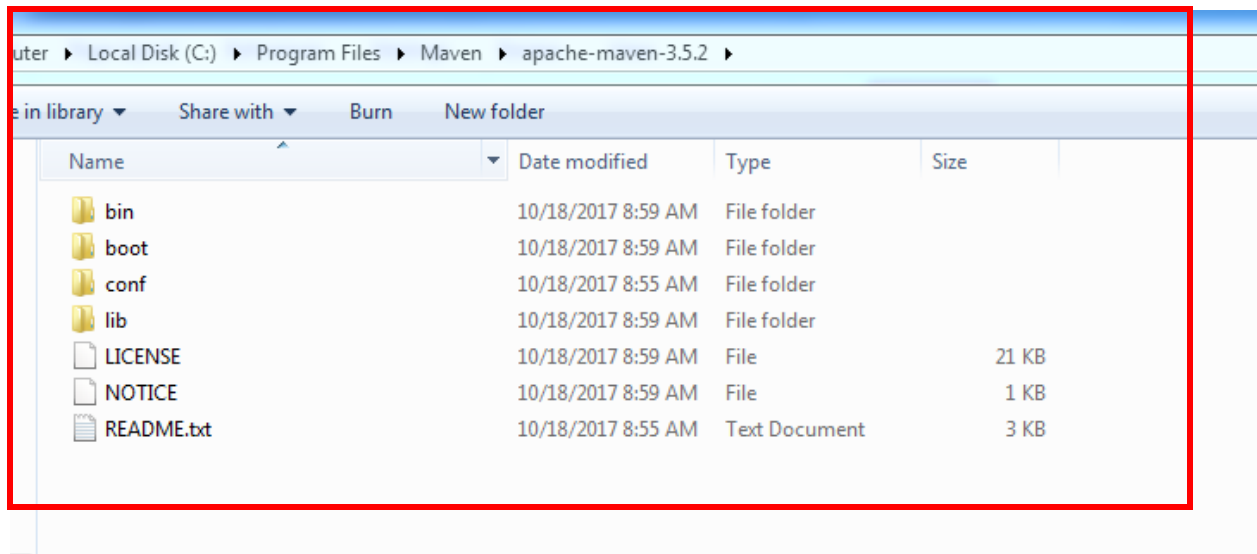 uter ▸ Local Disk (C:) ▸ Program Files ▸ Maven ▸ apache-maven-3.5.2 ▸
e in library Share with Burn New folder
Name Date modified Type Size
bin 10/18/2017 8:59 AM File folder
boot 10/18/2017 8:59 AM File folder
conf 10/18/2017 8:55 AM File folder
lib 10/18/2017 8:59 AM File folder
LICENSE 10/18/2017 8:59 AM File 21 KB
NOTICE 10/18/2017 8:59 AM File 1 KB
README.txt 10/18/2017 8:55 AM Text Document 3 KB